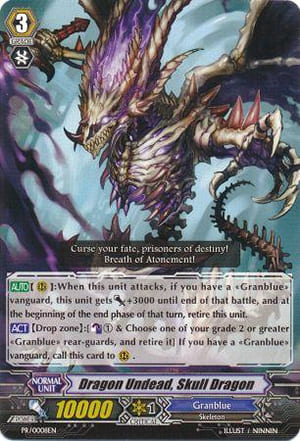 3
Curse your fate, prisoners of destiny!
Breath of Atonement!
AUTO :When this unit attacks, if you have a «Granblue»
vanguard, this unit gets +3000 until end of that battle, and at
the beginning of the end phase of that turn, retire this unit.
ACT [Drop zone]:[ ① & Choose one of your grade 2 or greater
«Granblue» rear-guards, and retire it] If you have a «Granblue»
vanguard, call this card to .
NORMAL
UNIT
Dragon Undead, Skull Dragon
10000
1
CRITICAL
Granblue
Skeleton
PR/0008EN
ILLUST / NINNIN